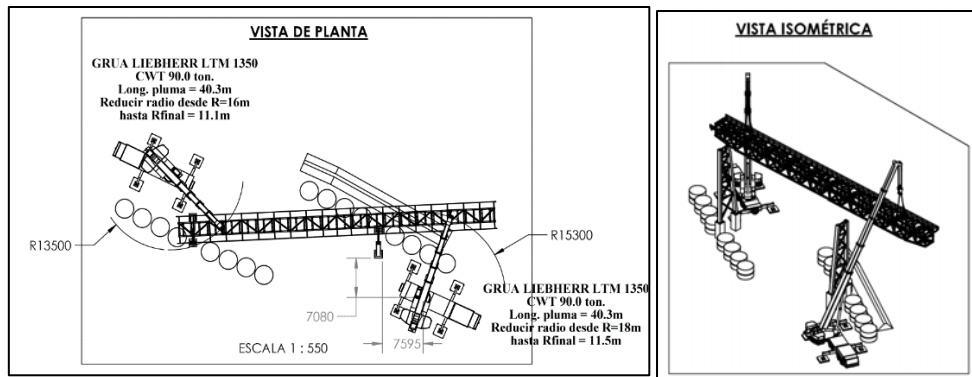 VISTA DE PLANTA
GRUA LIEBHERR LTM 1350
CWT 90.0 ton.
Long. pluma = 40.3m
Reducir radio desde R=16m
hasta Rfinal = 11.1m
R13500
R15300
7080
7595
ESCALA 1 : 550
GRUA LIEBHERR LTM 1350
CWT 90.0 ton.
Long. pluma = 40.3m
Reducir radio desde R=18m
hasta Rfinal = 11.5m
VISTA ISOMÉTRICA